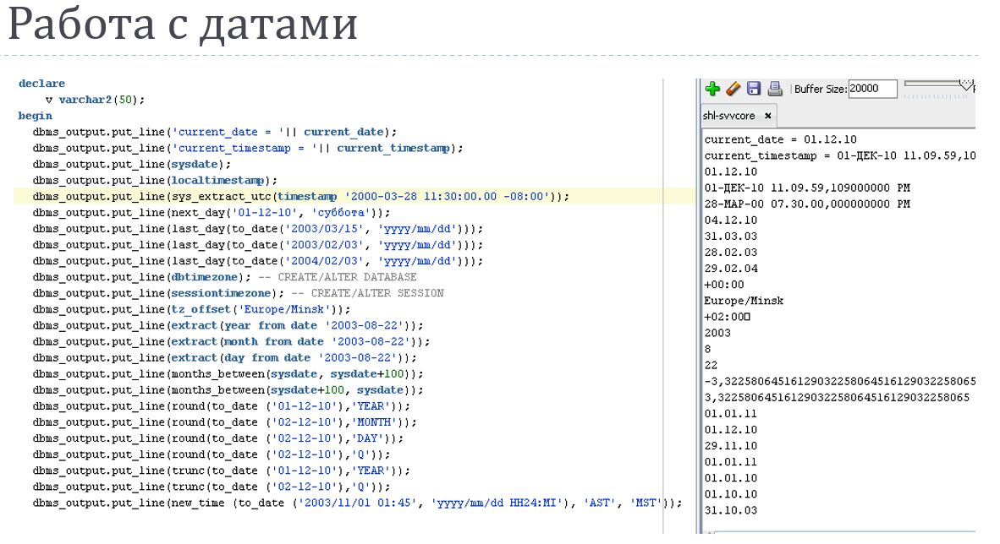 Работа с датами
declare
v varchar2(50);
begin
dbms_output.put_line('current_date = '|| current_date);
dbms_output.put_line('current_timestamp = '|| current_timestamp);
dbms_output.put_line(sysdate);
dbms_output.put_line(localtimestamp);
dbms_output.put_line(sys_extract_utc(timestamp '2000-03-28 11:30:00.00 -08:00'));
dbms_output.put_line(next_day('01-12-10', 'суббота'));
dbms_output.put_line(last_day(to_date('2003/03/15', 'yyyy/mm/dd')));
dbms_output.put_line(last_day(to_date('2003/02/03', 'yyyy/mm/dd')));
dbms_output.put_line(last_day(to_date('2004/02/03', 'yyyy/mm/dd')));
dbms_output.put_line(dbtimezone); -- CREATE/ALTER DATABASE
dbms_output.put_line(sessiontimezone); -- CREATE/ALTER SESSION
dbms_output.put_line(tz_offset('Europe/Minsk'));
dbms_output.put_line(extract(year from date '2003-08-22'));
dbms_output.put_line(extract(month from date '2003-08-22'));
dbms_output.put_line(extract(day from date '2003-08-22'));
dbms_output.put_line(months_between(sysdate, sysdate+100));
dbms_output.put_line(months_between(sysdate+100, sysdate));
dbms_output.put_line(round(to_date ('01-12-10'),'YEAR'));
dbms_output.put_line(round(to_date ('02-12-10'),'MONTH'));
dbms_output.put_line(round(to_date ('02-12-10'),'DAY'));
dbms_output.put_line(round(to_date ('02-12-10'),'Q'));
dbms_output.put_line(trunc(to_date ('01-12-10'),'YEAR'));
dbms_output.put_line(trunc(to_date ('02-12-10'),'Q'));
dbms_output.put_line(new_time (to_date ('2003/11/01 01:45', 'yyyy/mm/dd HH24:MI'), 'AST', 'MST'));
Buffer Size: 20000
shl-svvcore
current_date = 01.12.10
current_timestamp = 01-ДЕК-10 11.09.59,10
01.12.10
01-ДЕК-10 11.09.59,109000000 PM
28-МАР-00 07.30.00,000000000 PM
04.12.10
31.03.03
28.02.03
29.02.04
+00:00
Europe/Minsk
+02:00
2003
8
22
-3,32258064516129032258064516129032258065
3,32258064516129032258064516129032258065
01.01.11
01.12.10
29.11.10
01.01.11
01.01.10
01.10.10
31.10.03